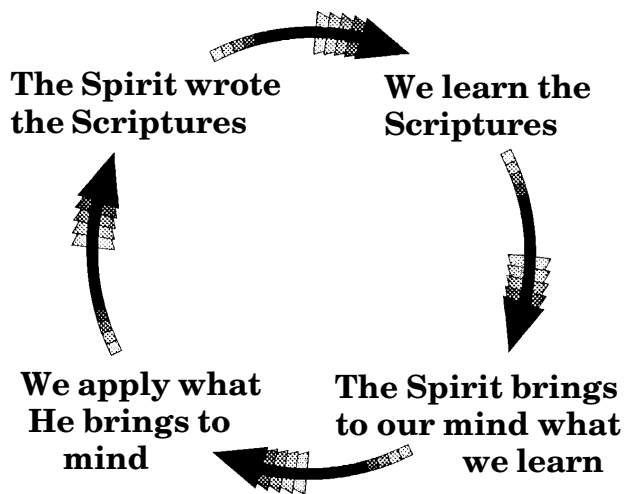 The Spirit wrote
the Scriptures
We learn the
Scriptures
The Spirit brings
to our mind what
we learn
We apply what
He brings to
mind